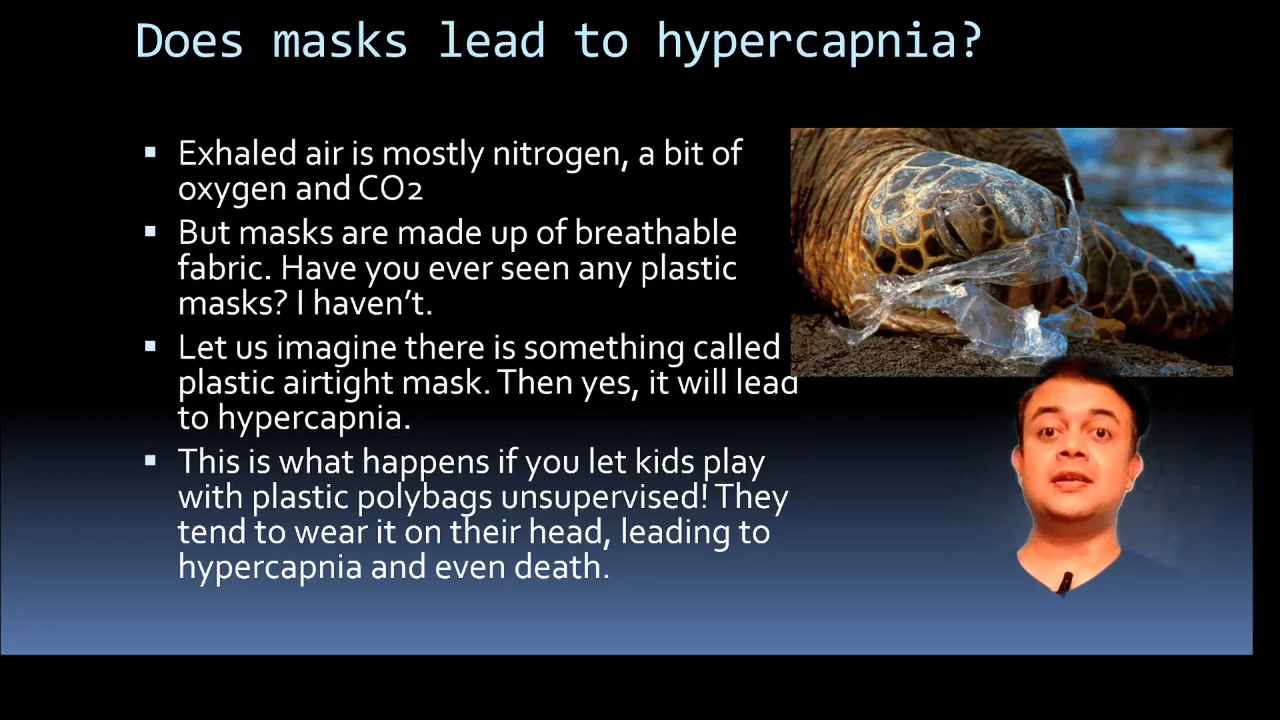 Does masks lead to hypercapnia?
Exhaled air is mostly nitrogen, a bit of
oxygen and CO2
But masks are made up of breathable
fabric. Have you ever seen any plastic
masks? I haven’t.
Let us imagine there is something called
plastic airtight mask. Then yes, it will lead
to hypercapnia.
This is what happens if you let kids play
with plastic polybags unsupervised! They
tend to wear it on their head, leading to
hypercapnia and even death.